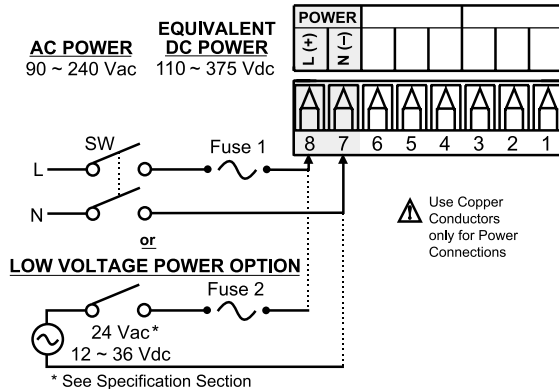 POWER
L (+)
N (−)
AC POWER
90 ~ 240 Vac
EQUIVALENT
DC POWER
110 ~ 375 Vdc
8 7 6 5 4 3 2 1
SW
Fuse 1
L
N
Use Copper
Conductors
only for Power
Connections
or
LOW VOLTAGE POWER OPTION
Fuse 2
24 Vac*
12 ~ 36 Vdc
* See Specification Section